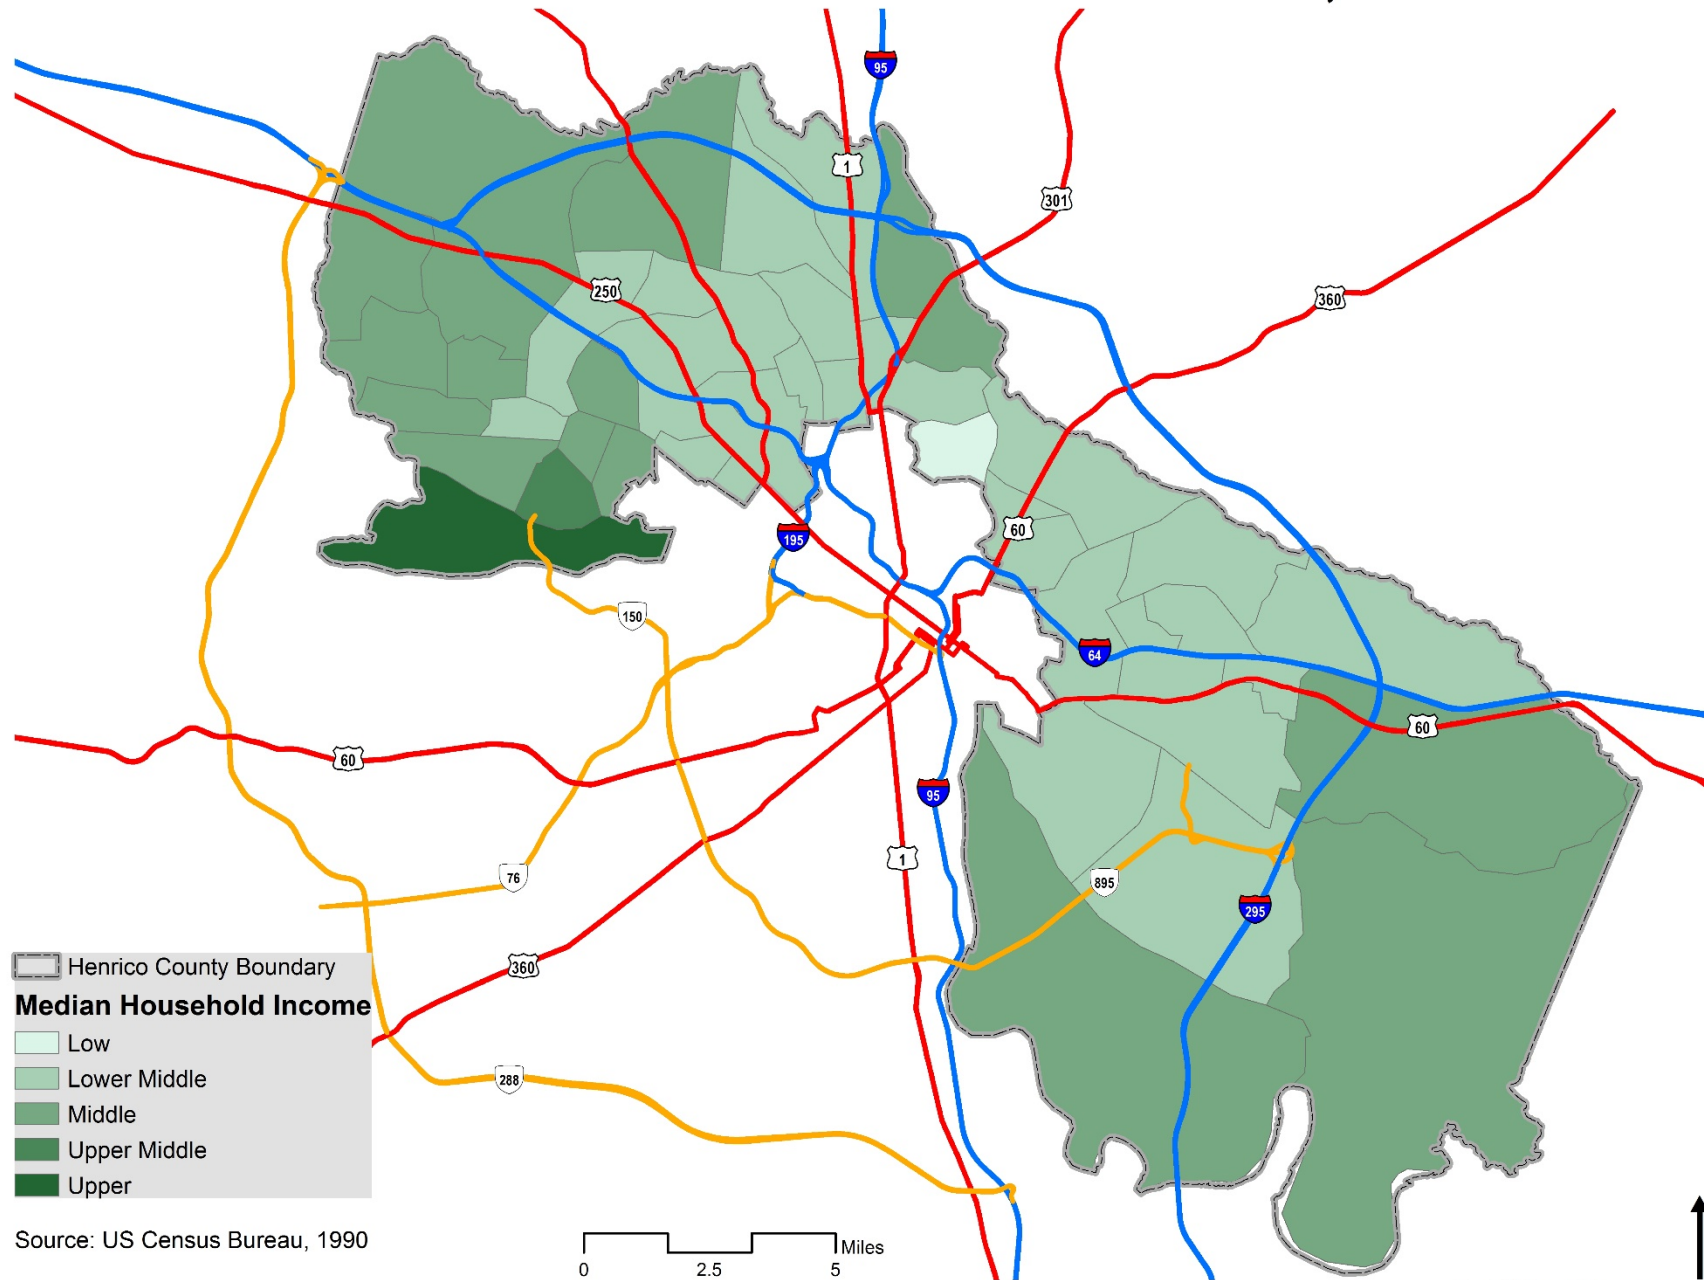 95
1
301
250
360
60
195
150
64
60
60
95
1
76
895
295
360
288
Henrico County Boundary
Median Household Income
Low
Lower Middle
Middle
Upper Middle
Upper
Source: US Census Bureau, 1990
Miles
0 2.5 5